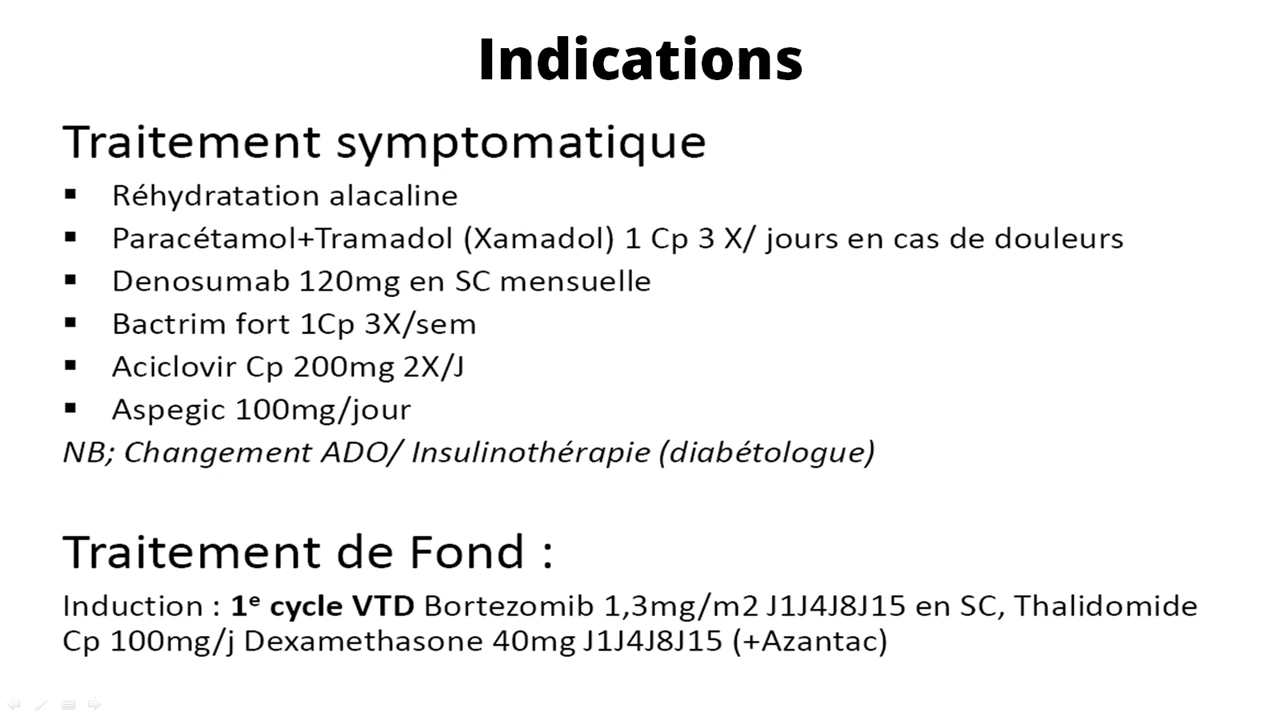 Indications
Traitement symptomatique
▪ Réhydratation alacaline
▪ Paracétamol+Tramadol (Xamadol) 1 Cp 3 X/ jours en cas de douleurs
▪ Denosumab 120mg en SC mensuelle
▪ Bactrim fort 1Cp 3X/sem
▪ Aciclovir Cp 200mg 2X/J
▪ Aspegic 100mg/jour
NB; Changement ADO/ Insulinothérapie (diabétologue)
Traitement de Fond :
Induction : 1e cycle VTD Bortezomib 1,3mg/m2 J1J4J8J15 en SC, Thalidomide
Cp 100mg/j Dexamethasone 40mg J1J4J8J15 (+Azantac)